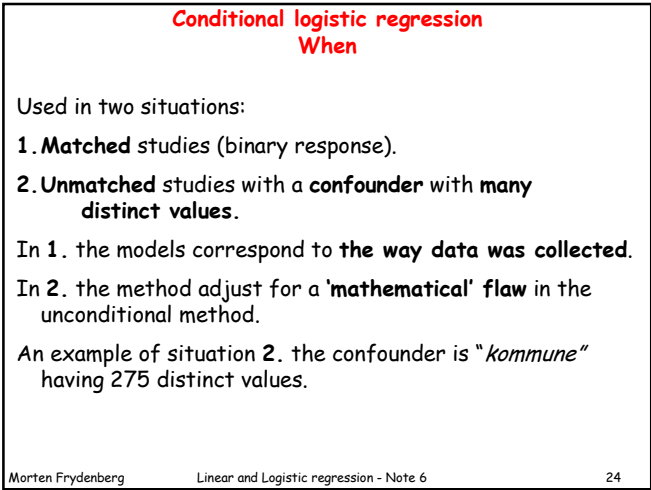 Conditional logistic regression
When
Used in two situations:
1.Matched studies (binary response).
2.Unmatched studies with a confounder with many
distinct values.
In 1. the models correspond to the way data was collected.
In 2. the method adjust for a ‘mathematical’ flaw in the
unconditional method.
An example of situation 2. the confounder is “kommune”
having 275 distinct values.
Morten Frydenberg Linear and Logistic regression - Note 6 24